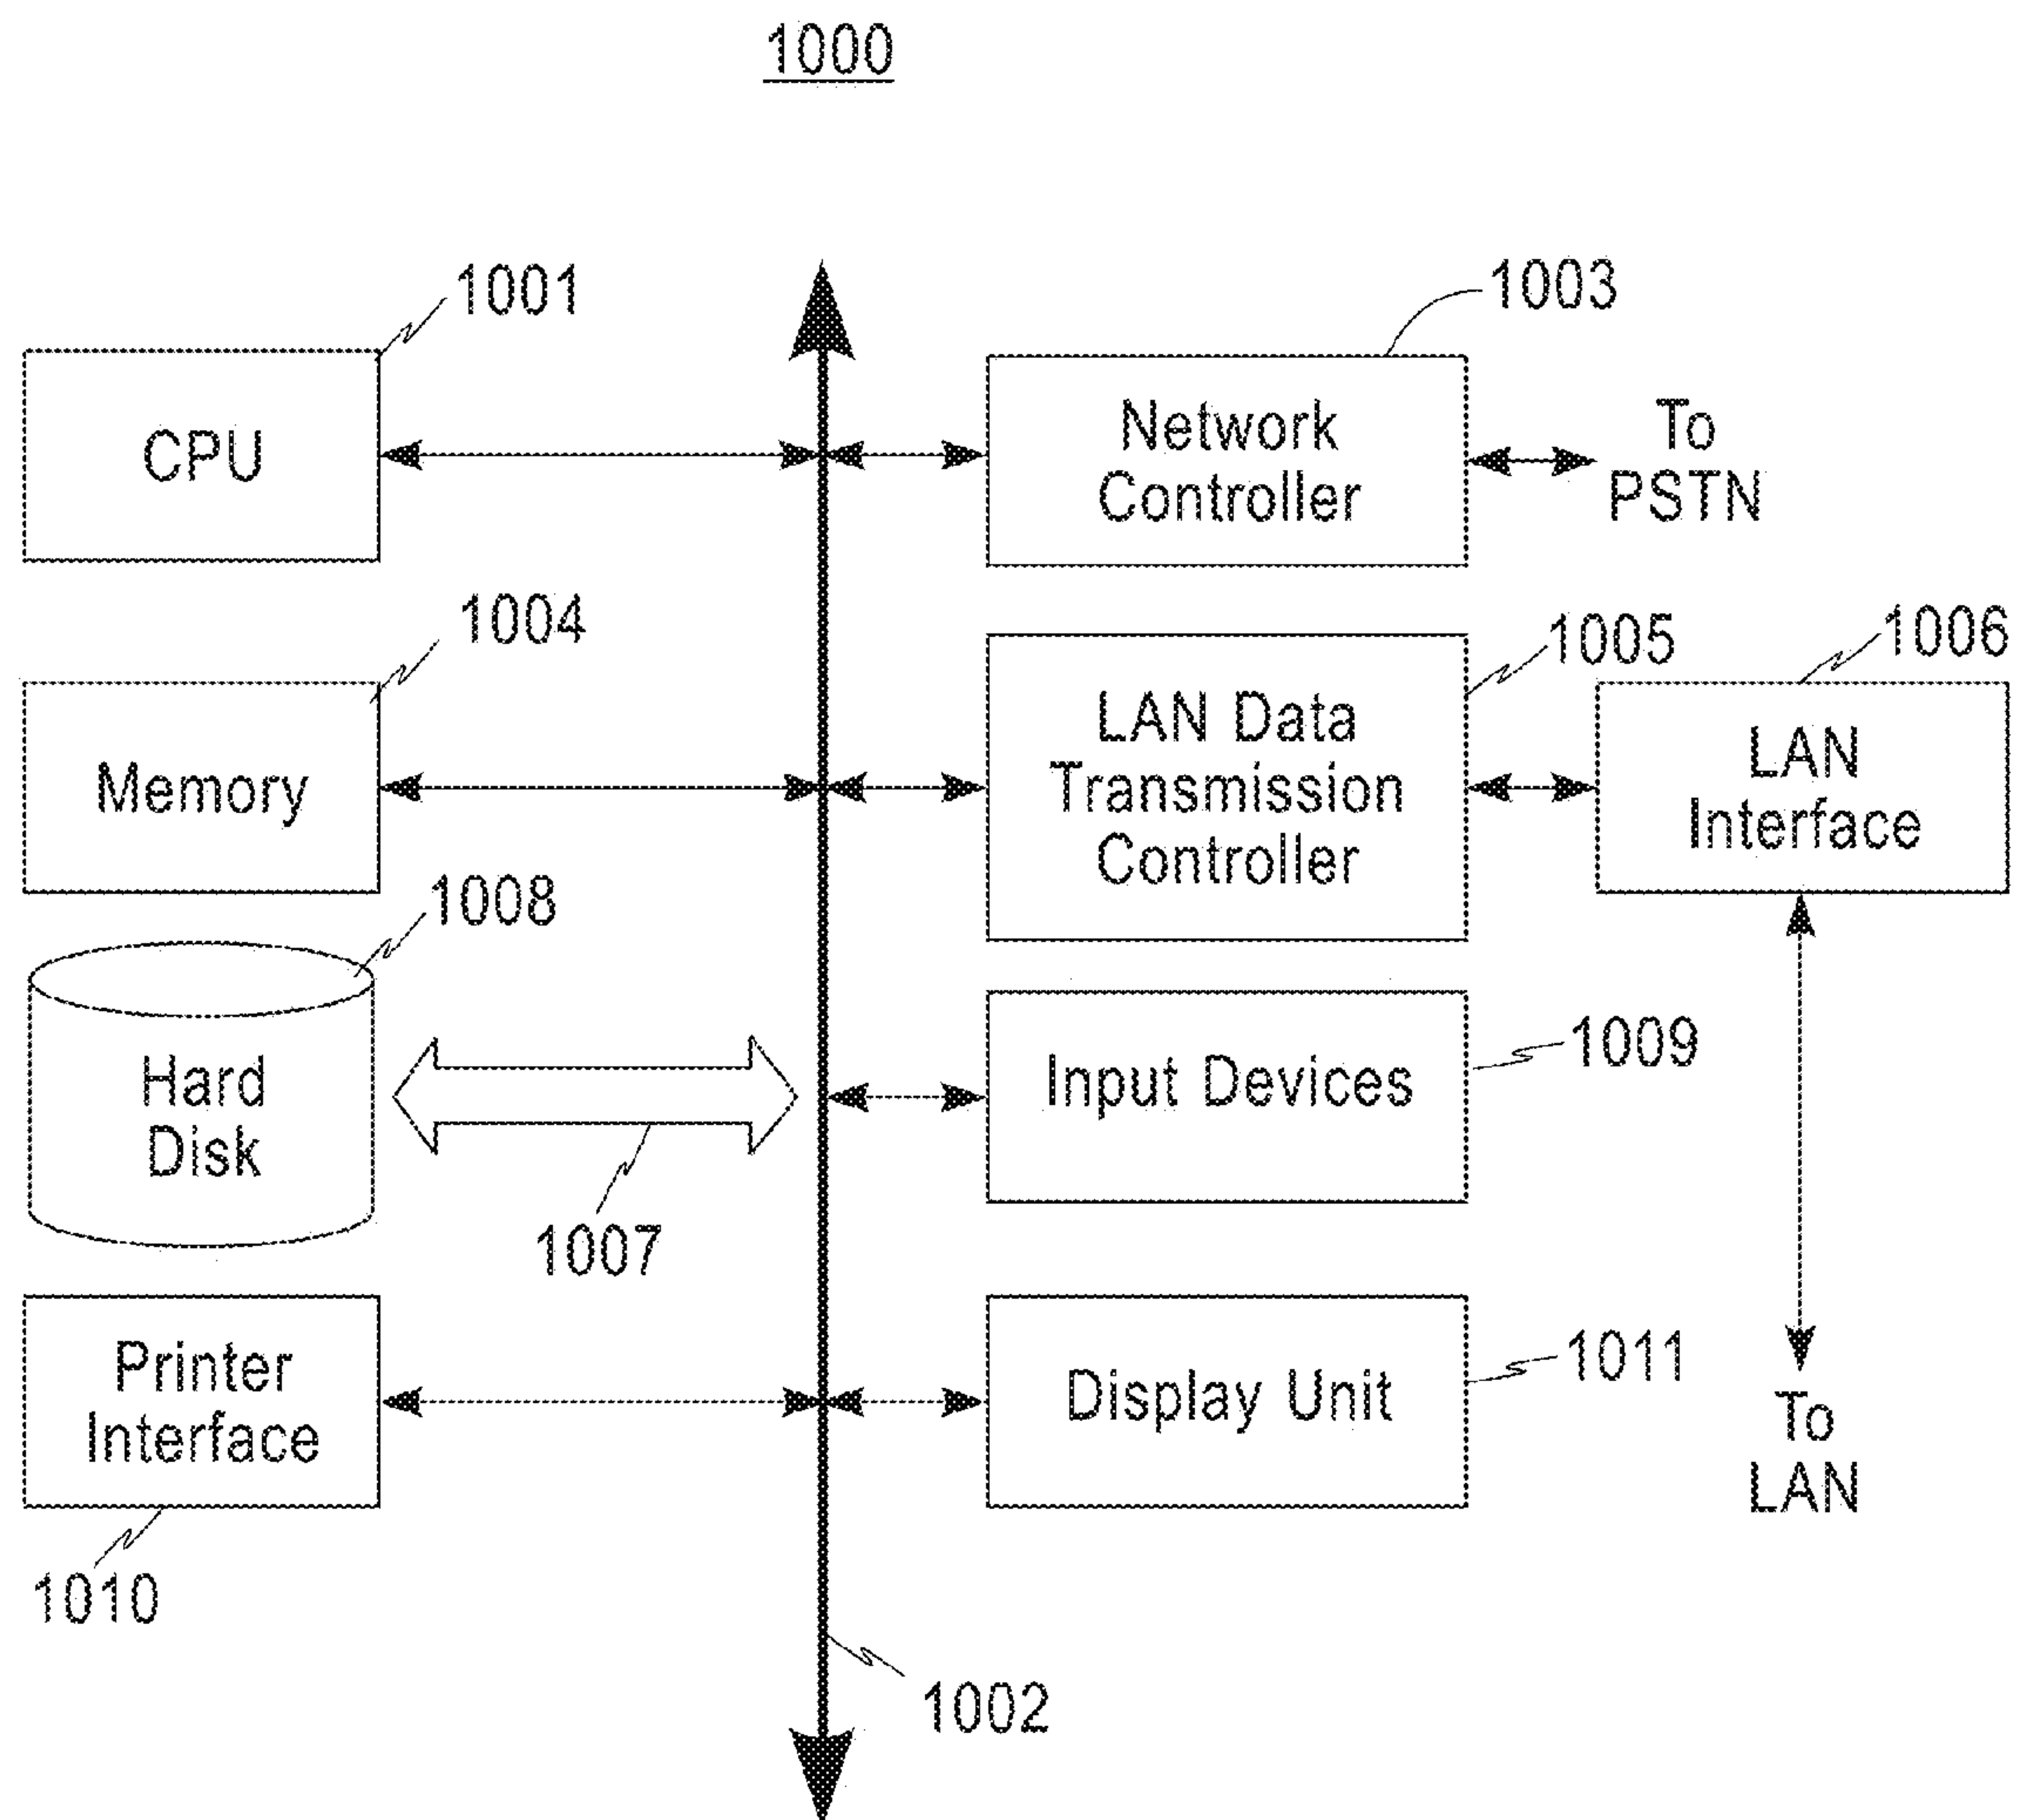 1000
1001
1003
CPU
Network
Controller
To
PSTN
1004
1005
1006
Memory
LAN Data
Transmission
Controller
LAN
Interface
1008
Hard
Disk
1007
Input Devices
1009
Printer
Interface
1010
Display Unit
1011
To
LAN
1002